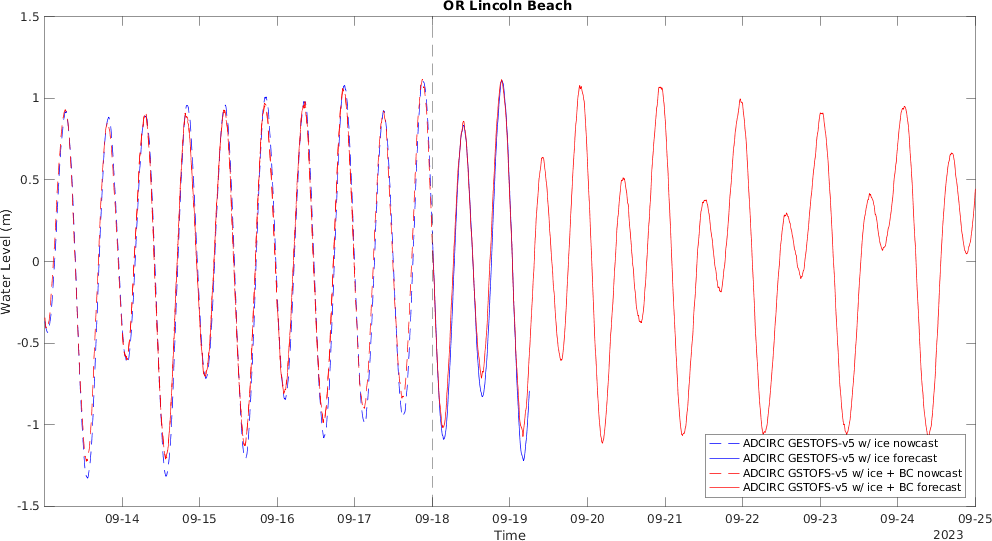 OR Lincoln Beach
1.5
1
0.5
0
-0.5
-1
-1.5
Water Level (m)
09-14
09-15
09-16
09-17
09-18
09-19
09-20
09-21
09-22
09-23
09-24
09-25
Time
2023
ADCIRC GESTOFS-v5 w/ ice nowcast
ADCIRC GESTOFS-v5 w/ ice forecast
ADCIRC GSTOFS-v5 w/ ice + BC nowcast
ADCIRC GSTOFS-v5 w/ ice + BC forecast